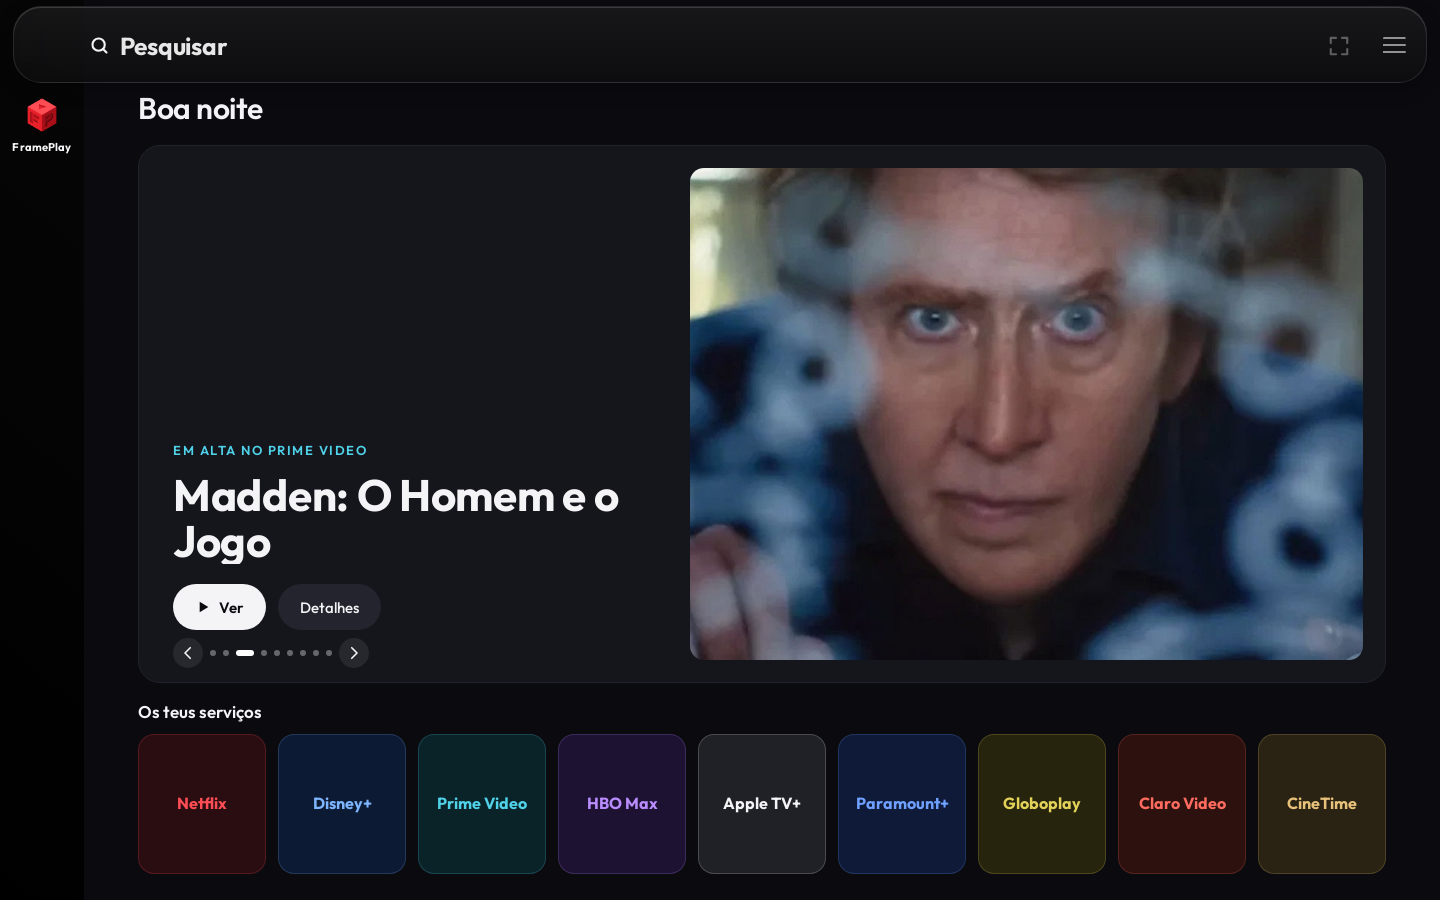 Pesquisar
FramePlay
Boa noite
EM ALTA NO PRIME VIDEO
Madden: O Homem e o
Jogo
Ver
Detalhes
Os teus serviços
Netflix
Disney+
Prime Video
HBO Max
Apple TV+
Paramount+
Globoplay
Claro Video
CineTime